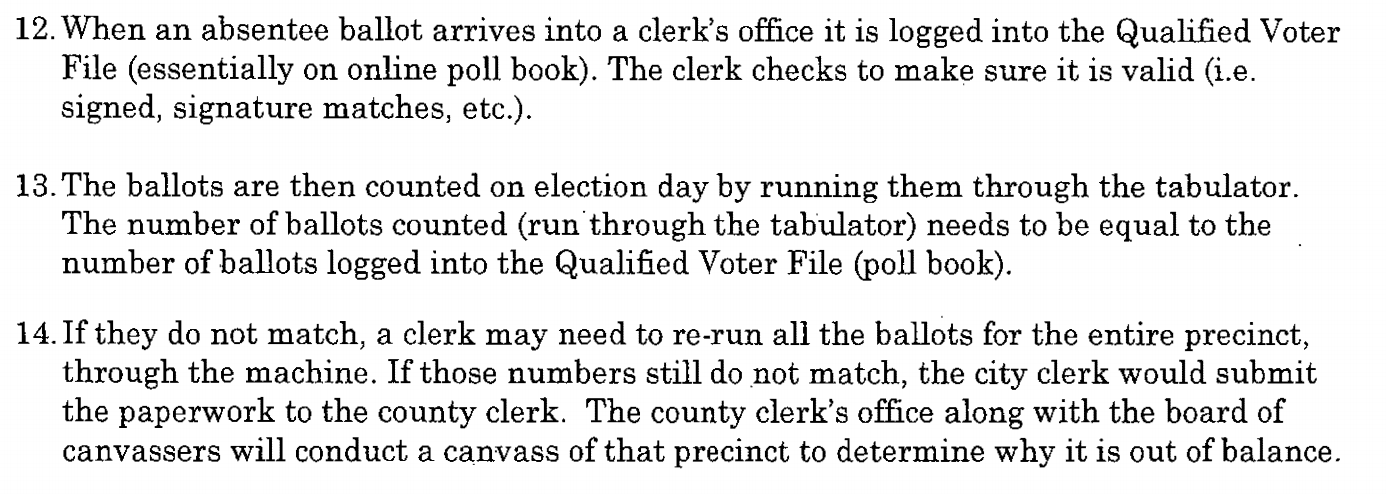 12. When an absentee ballot arrives into a clerk's office it is logged into the Qualified Voter
File (essentially on online poll book). The clerk checks to make sure it is valid (i.e.
signed, signature matches, etc.).
13. The ballots are then counted on election day by running them through the tabulator.
The number of ballots counted (run through the tabulator) needs to be equal to the
number of ballots logged into the Qualified Voter File (poll book).
14. If they do not match, a clerk may need to re-run all the ballots for the entire precinct,
through the machine. If those numbers still do not match, the city clerk would submit
the paperwork to the county clerk. The county clerk's office along with the board of
canvassers will conduct a canvass of that precinct to determine why it is out of balance.